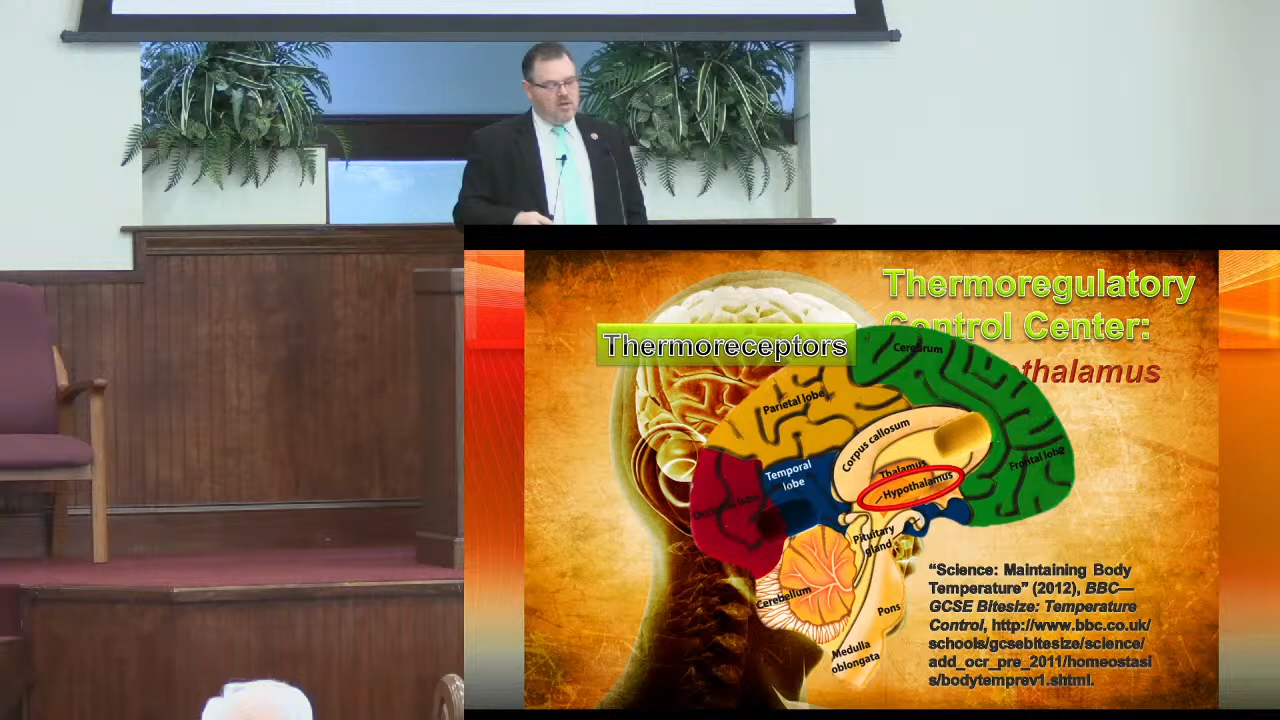 Thermoregulatory
Control Center:
thalamus
Thermoreceptors
Cerebrum
Parietal lobe
Corpus callosum
Frontal lobe
Temporal
lobe
Thalamus
Hypothalamus
Occipital lobe
Pituitary
gland
Cerebellum
Pons
Medulla
oblongata
“Science: Maintaining Body
Temperature” (2012), BBC—
GCSE Bitesize: Temperature
Control, http://www.bbc.co.uk/
schools/gcsebitesize/science/
add_ocr_pre_2011/homeostasi
s/bodytemprev1.shtml.